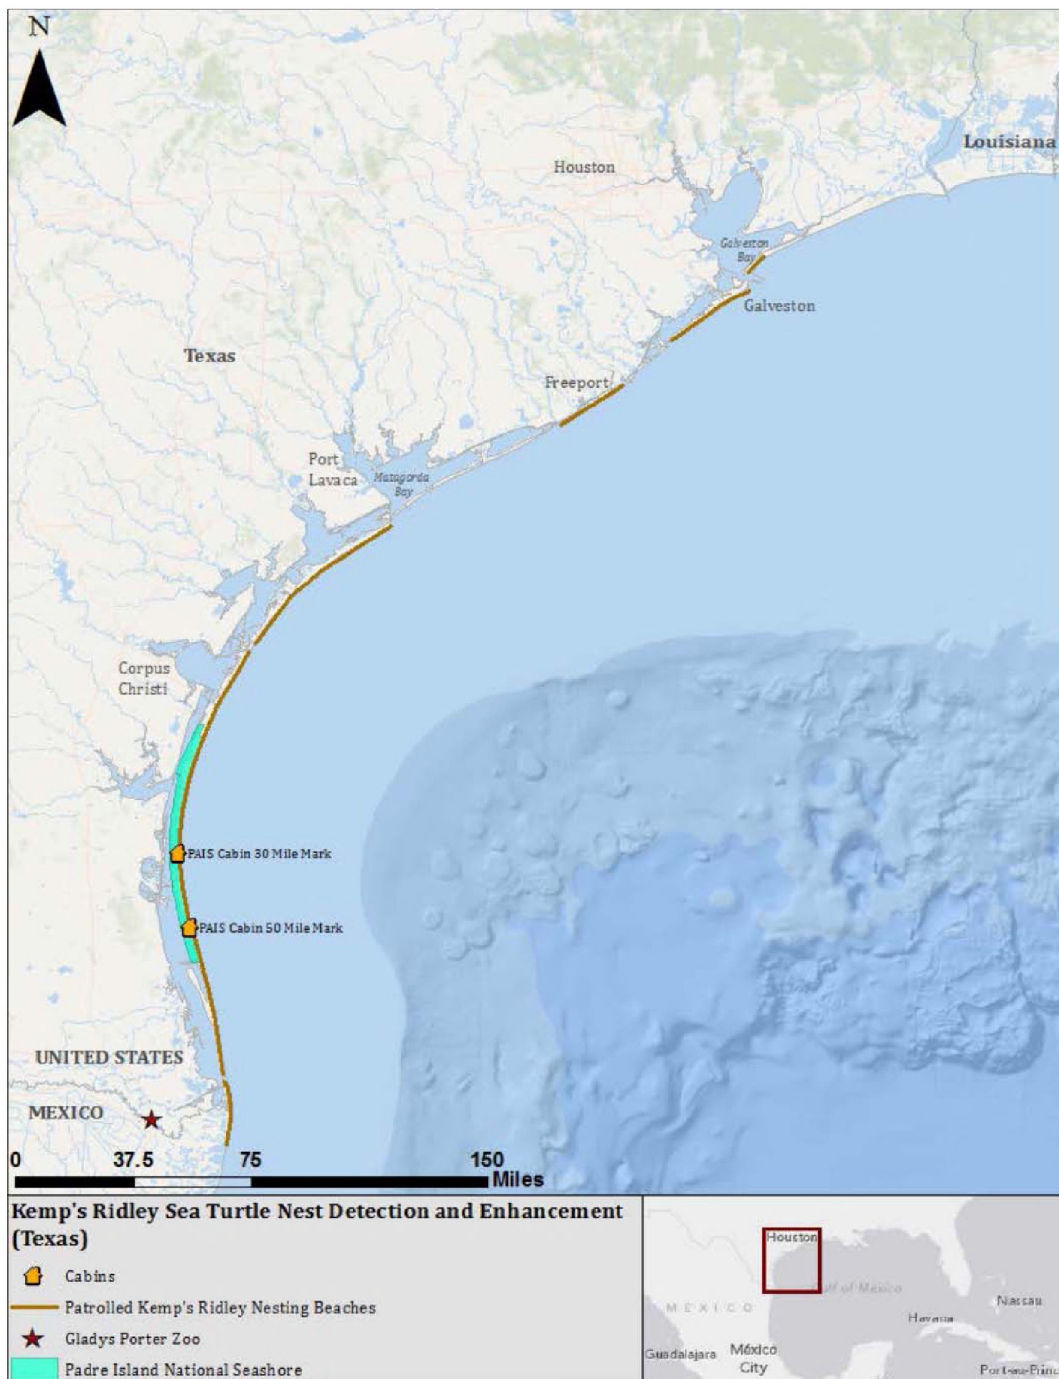 N
Louisiana
Houston
Galveston
Bay
Galveston
Texas
Freeport
Port
Lavaca
Matagorda
Bay
Corpus
Christi
PAIS Cabin 30 Mile Mark
PAIS Cabin 50 Mile Mark
UNITED STATES
MEXICO
0 37.5 75 150
Miles
Kemp's Ridley Sea Turtle Nest Detection and Enhancement
(Texas)
Cabins
Patrolled Kemp's Ridley Nesting Beaches
Gladys Porter Zoo
Padre Island National Seashore
Houston
Gulf of Mexico
MEXICO
Nassau
Havana
Guadalajara
México
City
Port-au-Princ